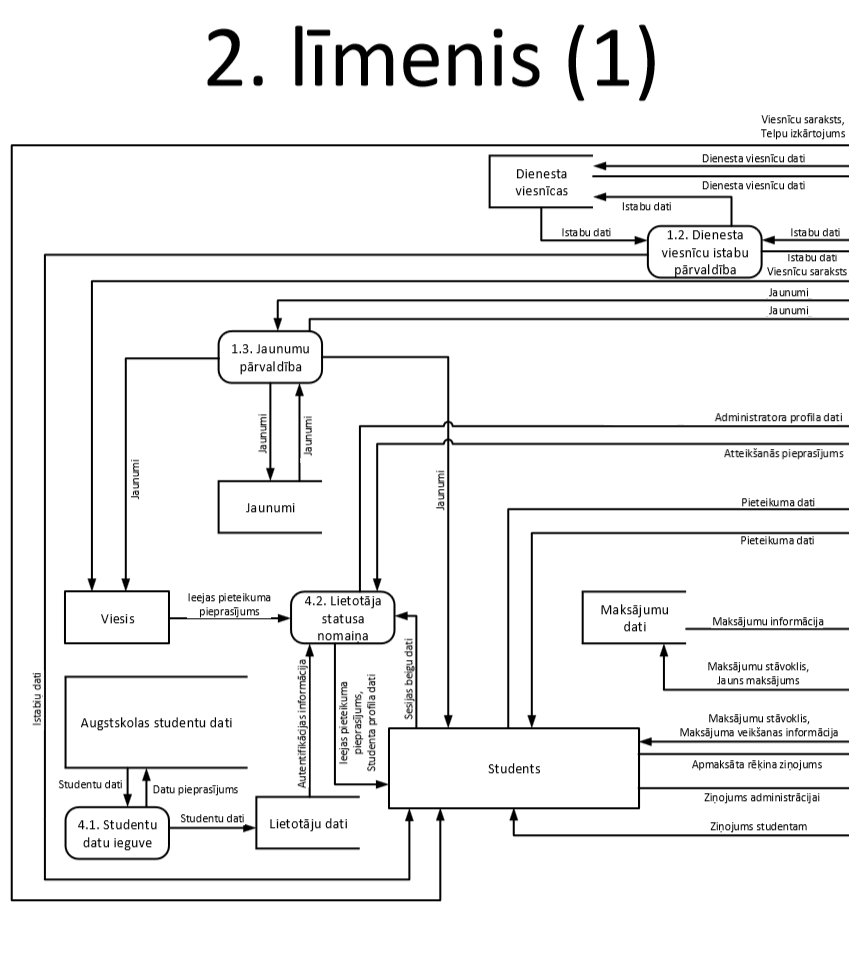 2. līmenis (1)
Viesnīcu saraksts,
Telpu izkārtojums
Dienesta viesnīcu dati
Dienesta
viesnīcas
Dienesta viesnīcu dati
Istabu dati
Istabu dati
1.2. Dienesta
viesnīcu istabu
pārvaldība
Istabu dati
Istabu dati
Viesnīcu saraksts
Jaunumi
Jaunumi
1.3. Jaunumu
pārvaldība
Jaunumi
Jaunumi
Jaunumi
Jaunumi
Jaunumi
Administratora profila dati
Atteikšanās pieprasījums
Pieteikuma dati
Pieteikuma dati
Viesis
Ieejas pieteikuma
pieprasījums
4.2. Lietotāja
statusa
nomaiņa
Maksājumu
dati
Maksājumu informācija
Maksājumu stāvoklis,
Jauns maksājums
Istabiu dati
Augstskolas studentu dati
Autentifikācijas informācija
Ieejas pieteikuma
pieprasījums,
Studenta profila dati
Sesijas beigu dati
Maksājumu stāvoklis,
Maksājuma veikšanas informācija
Students
Apmaksāta rēķina ziņojums
Studentu dati
Datu pieprasījums
Ziņojums administrācijai
4.1. Studentu
datu ieguve
Studentu dati
Lietotāju dati
Ziņojums studentam